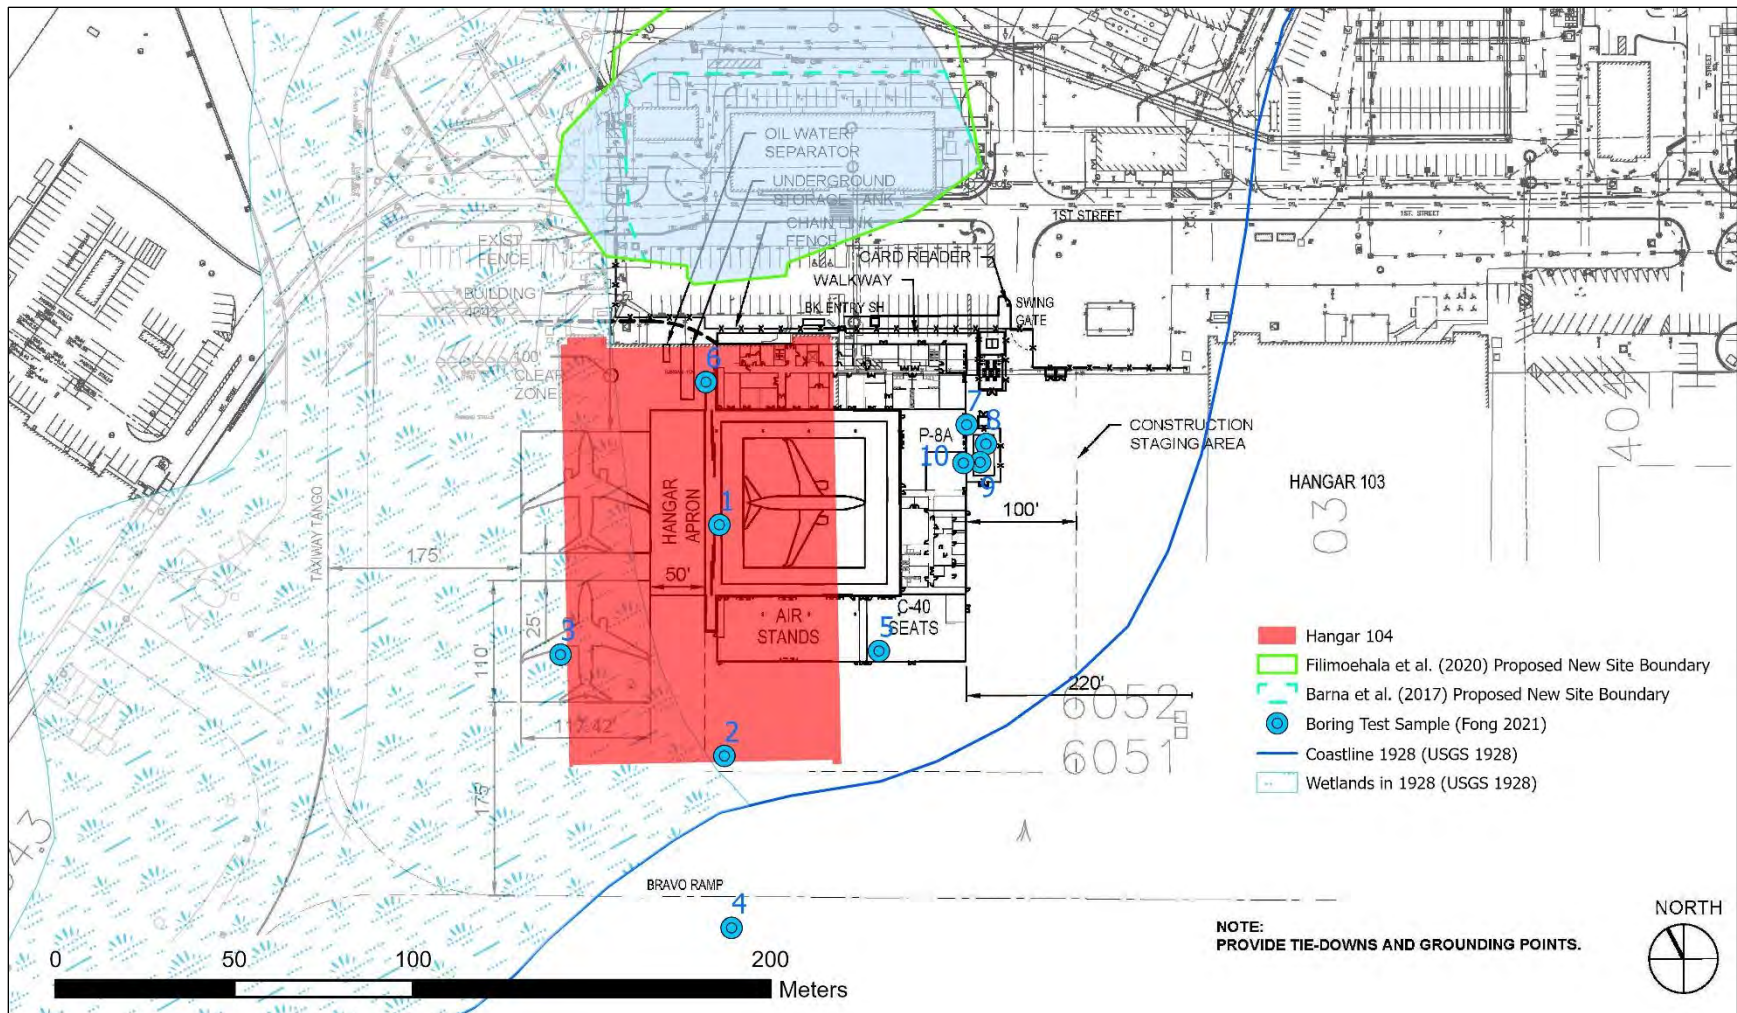 OIL WATER
SEPARATOR
UNDERGROUND
STORAGE TANK
CHAIN LINK
FENCE
EXIST
FENCE
CARD READER
WALKWAY
BUILDING
BK. ENTRY SH
SWING
GATE
1ST STREET
1ST. STREET
100'
CLEAR
ZONE
6
7
8
P-8A
10
9
CONSTRUCTION
STAGING AREA
HANGAR 103
03
404
TAXIWAY TANGO
175'
HANGAR
APRON
1
100'
50'
25'
110'
3
AIR
STANDS
5
C-40
SEATS
220'
6052
6051
117.42'
2
175'
BRAVO RAMP
4
Hangar 104
Filimoehala et al. (2020) Proposed New Site Boundary
Barna et al. (2017) Proposed New Site Boundary
Boring Test Sample (Fong 2021)
Coastline 1928 (USGS 1928)
Wetlands in 1928 (USGS 1928)
NOTE:
PROVIDE TIE-DOWNS AND GROUNDING POINTS.
NORTH
0 50 100 200
Meters